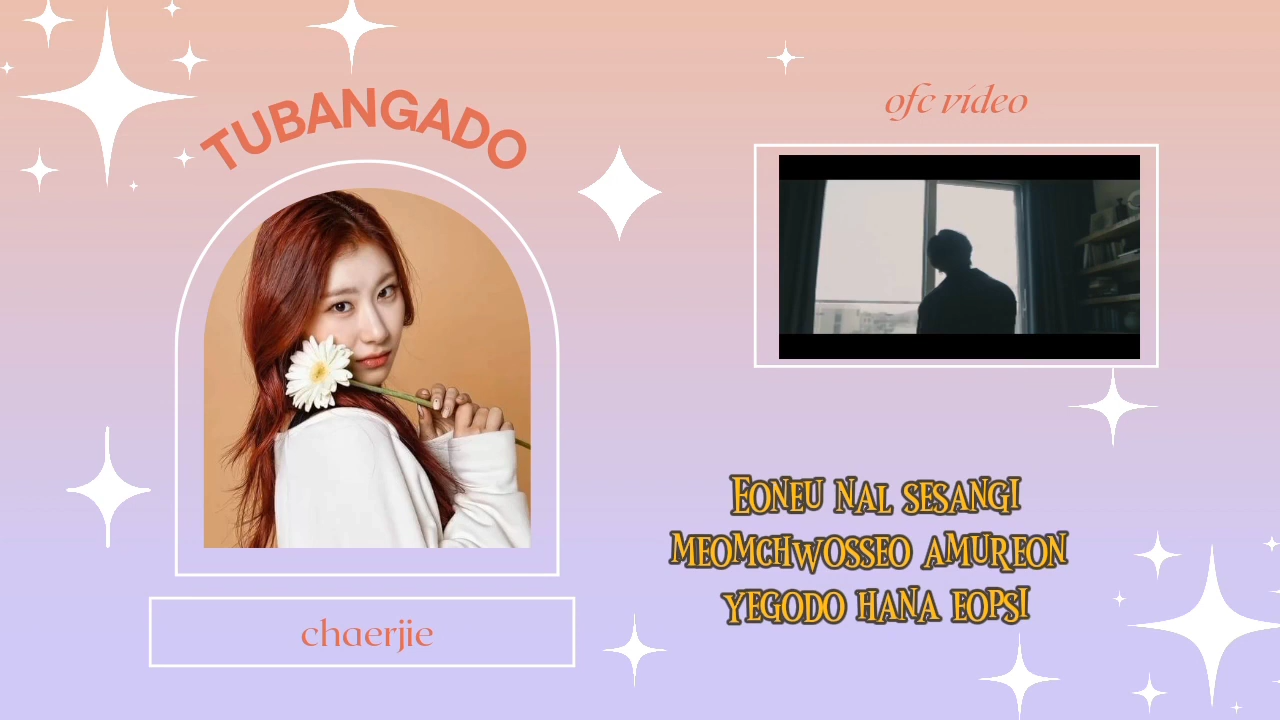 TUBANGADO
chaerjie
ofc video
Eoneu nal sesangi
meomchwosseo amureon
yegodo hana eopsi